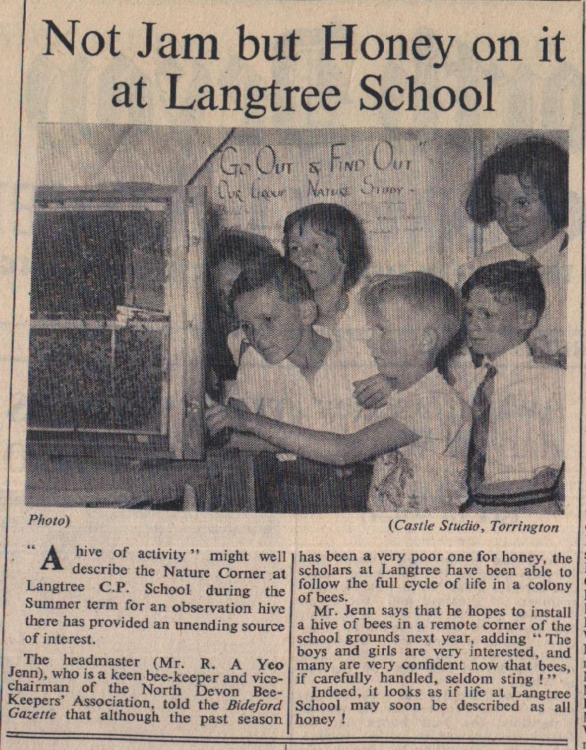 Not Jam but Honey on it
at Langtree School
"Go Out & Find Out"
Nature Study -
Photo)
(Castle Studio, Torrington
" A hive of activity " might well
describe the Nature Corner at
Langtree C.P. School during the
Summer term for an observation hive
there has provided an unending source
of interest.
The headmaster (Mr. R. A Yeo
Jenn), who is a keen bee-keeper and vice-
chairman of the North Devon Bee-
Keepers' Association, told the Bideford
Gazette that although the past season
has been a very poor one for honey, the
scholars at Langtree have been able to
follow the full cycle of life in a colony
of bees.
Mr. Jenn says that he hopes to install
a hive of bees in a remote corner of the
school grounds next year, adding " The
boys and girls are very interested, and
many are very confident now that bees,
if carefully handled, seldom sting ! "
Indeed, it looks as if life at Langtree
School may soon be described as all
honey !